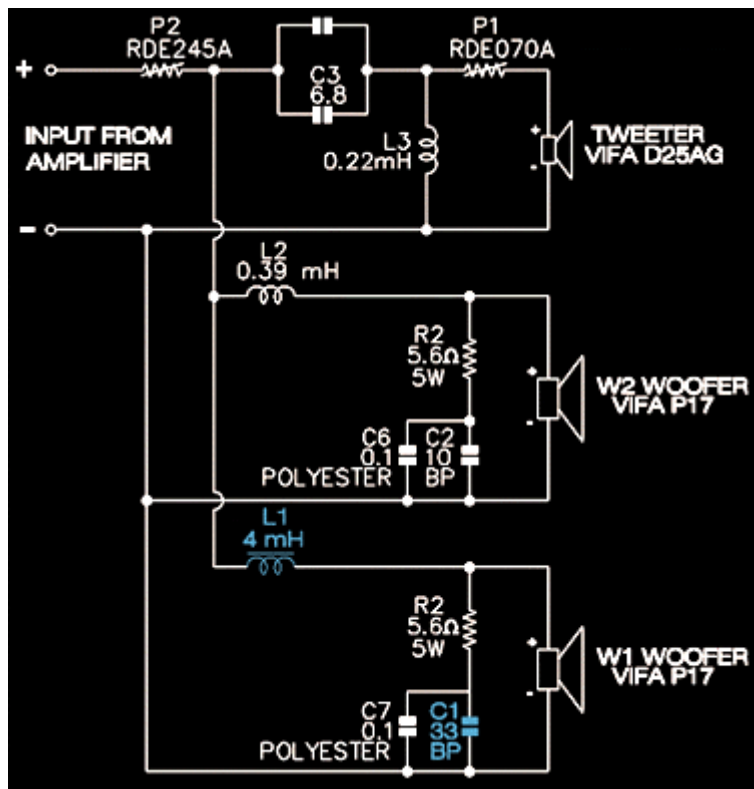 P2
RDE245A
P1
RDE070A
+
C3
6.8
INPUT FROM
AMPLIFIER
L3
0.22mH
+
-
TWEETER
VIFA D25AG
-
L2
0.39 mH
R2
5.6Ω
5W
+
-
W2 WOOFER
VIFA P17
C6
0.1
POLYESTER
C2
10
BP
L1
4 mH
R2
5.6Ω
5W
+
-
W1 WOOFER
VIFA P17
C7
0.1
POLYESTER
C1
33
BP